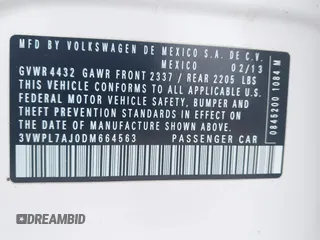 MFD BY VOLKSWAGEN DE MEXICO S.A. DE C.V.
MEXICO 02/13
GVWR 4432 GAWR FRONT 2337 / REAR 2205 LBS
THIS VEHICLE CONFORMS TO ALL APPLICABLE U.S.
FEDERAL MOTOR VEHICLE SAFETY, BUMPER AND
THEFT PREVENTION STANDARDS IN EFFECT ON
THE DATE OF MANUFACTURE SHOWN ABOVE
3VWPL7AJ0DM664563 PASSENGER CAR
0845200 1084 M
© DREAMBID dreambid.com